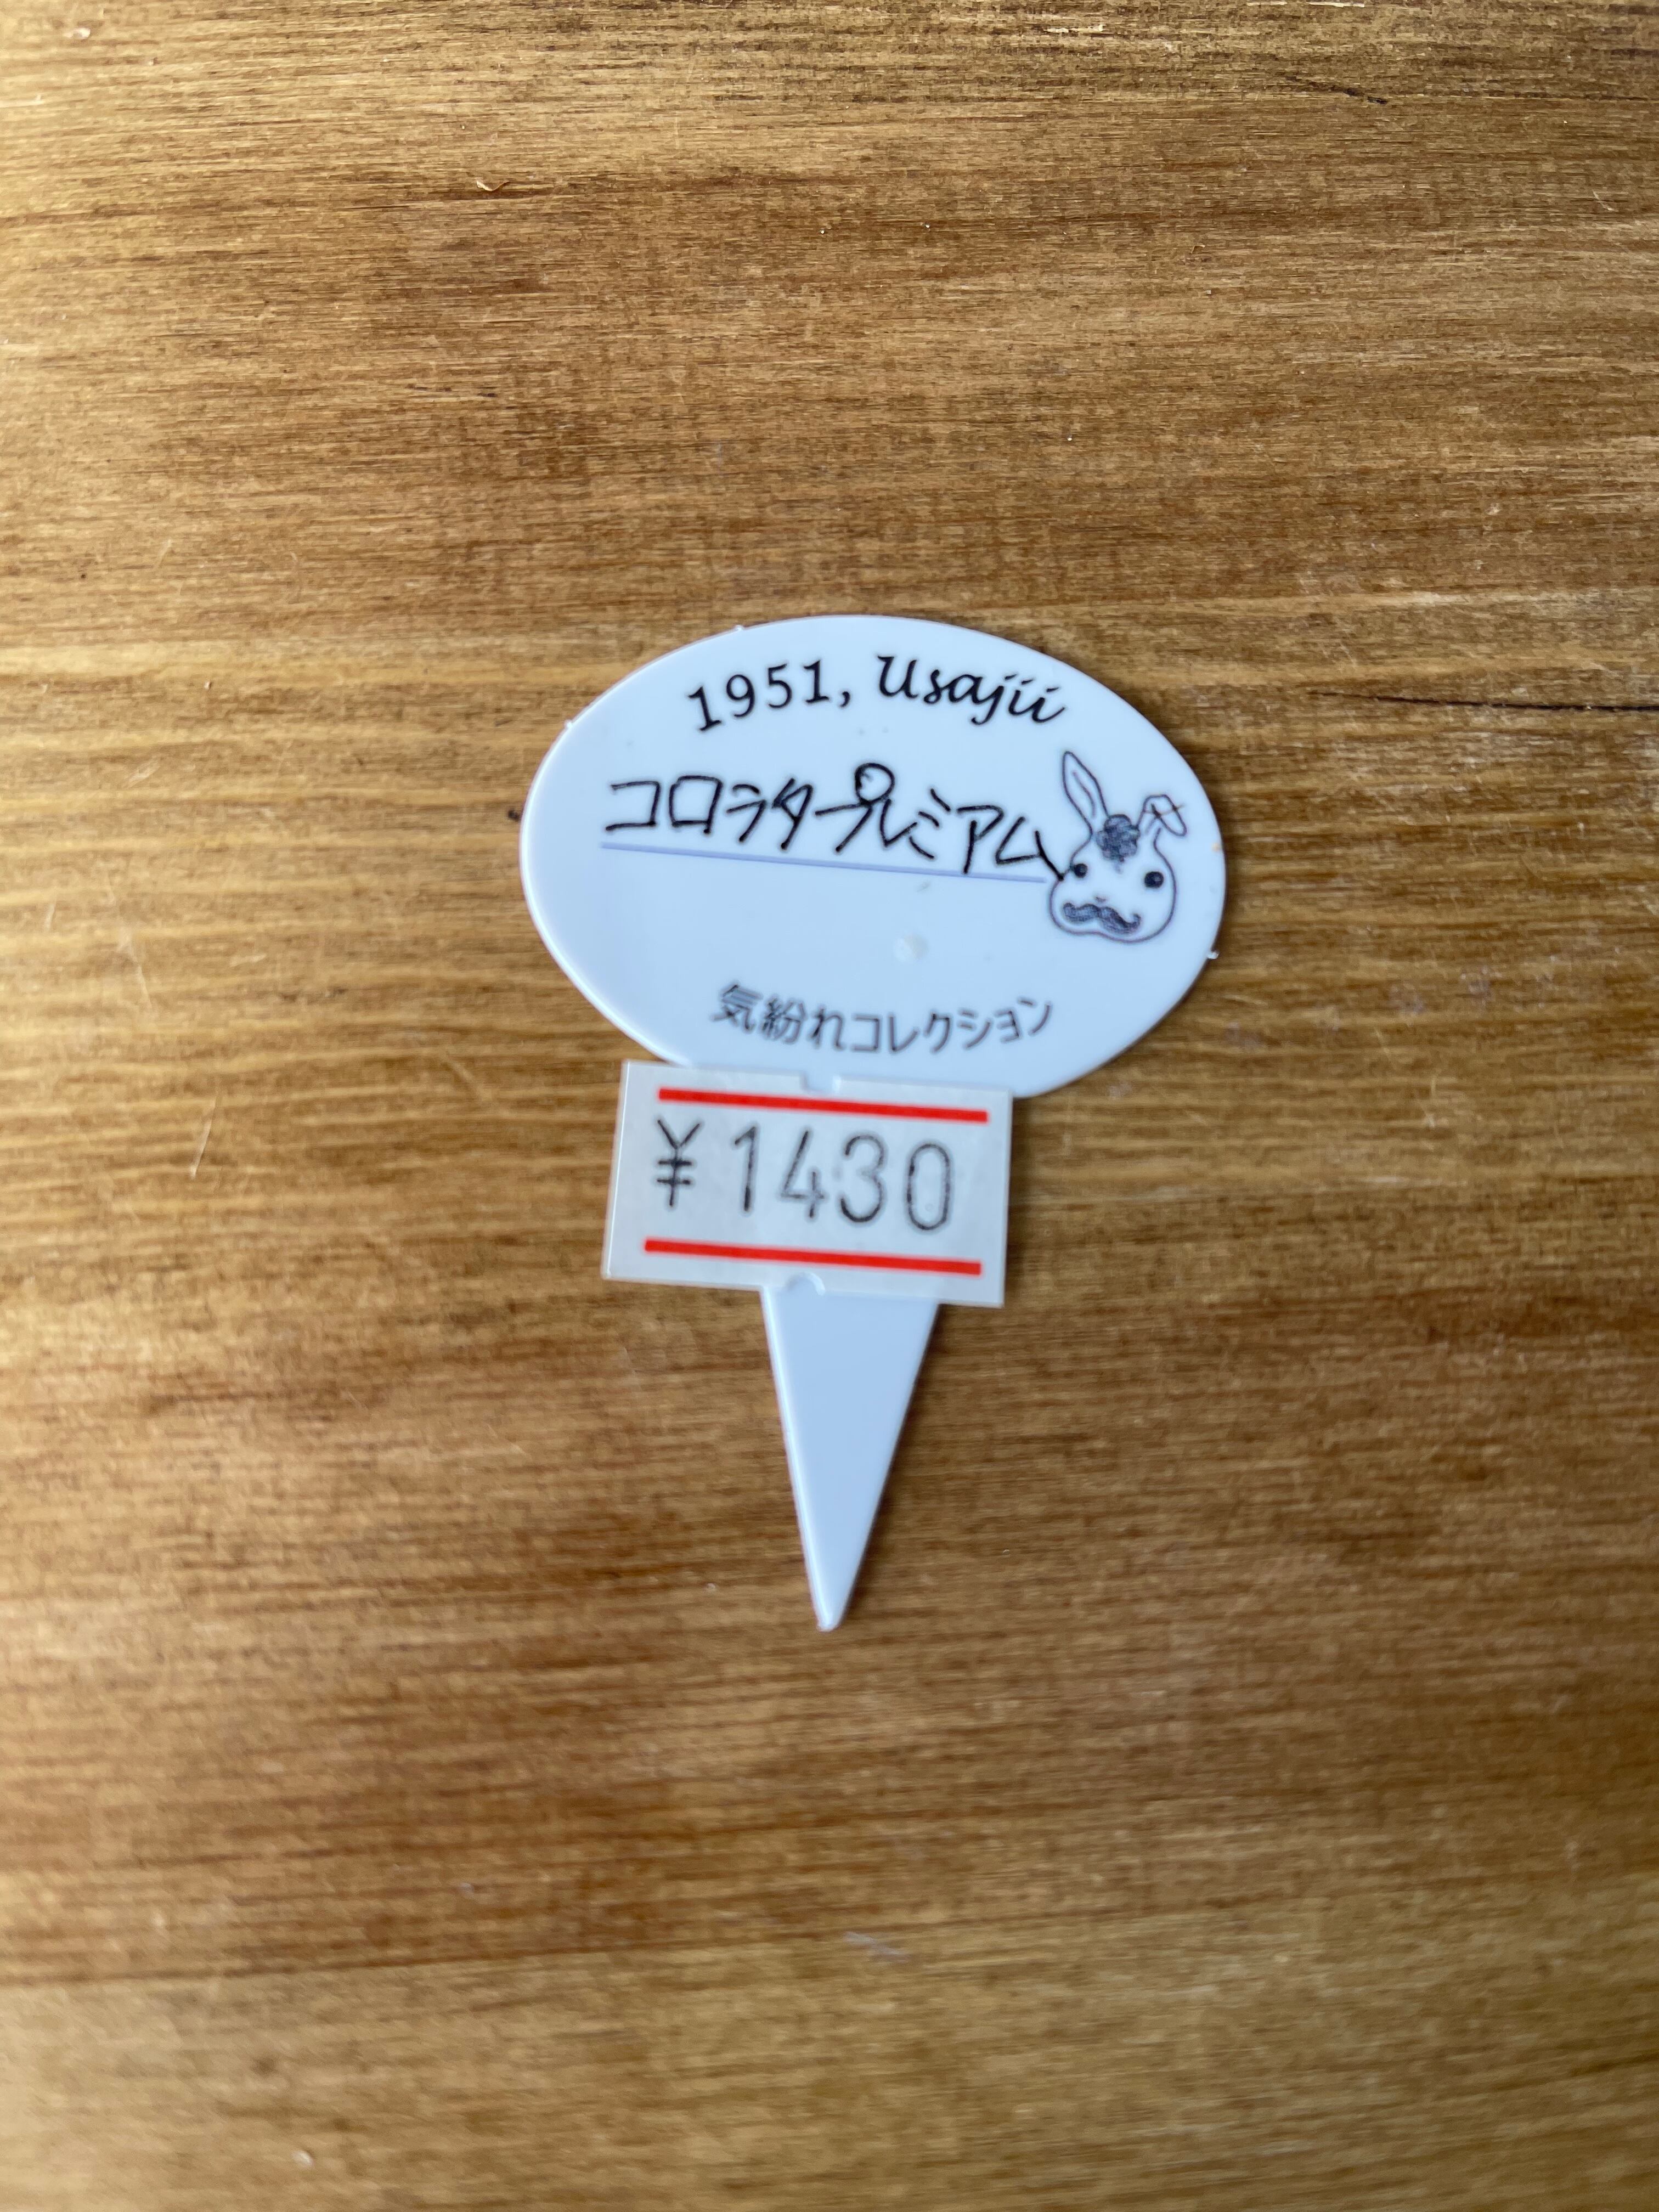 1951, Usajii
コロラタプレミアム
気紛れコレクション
¥1430